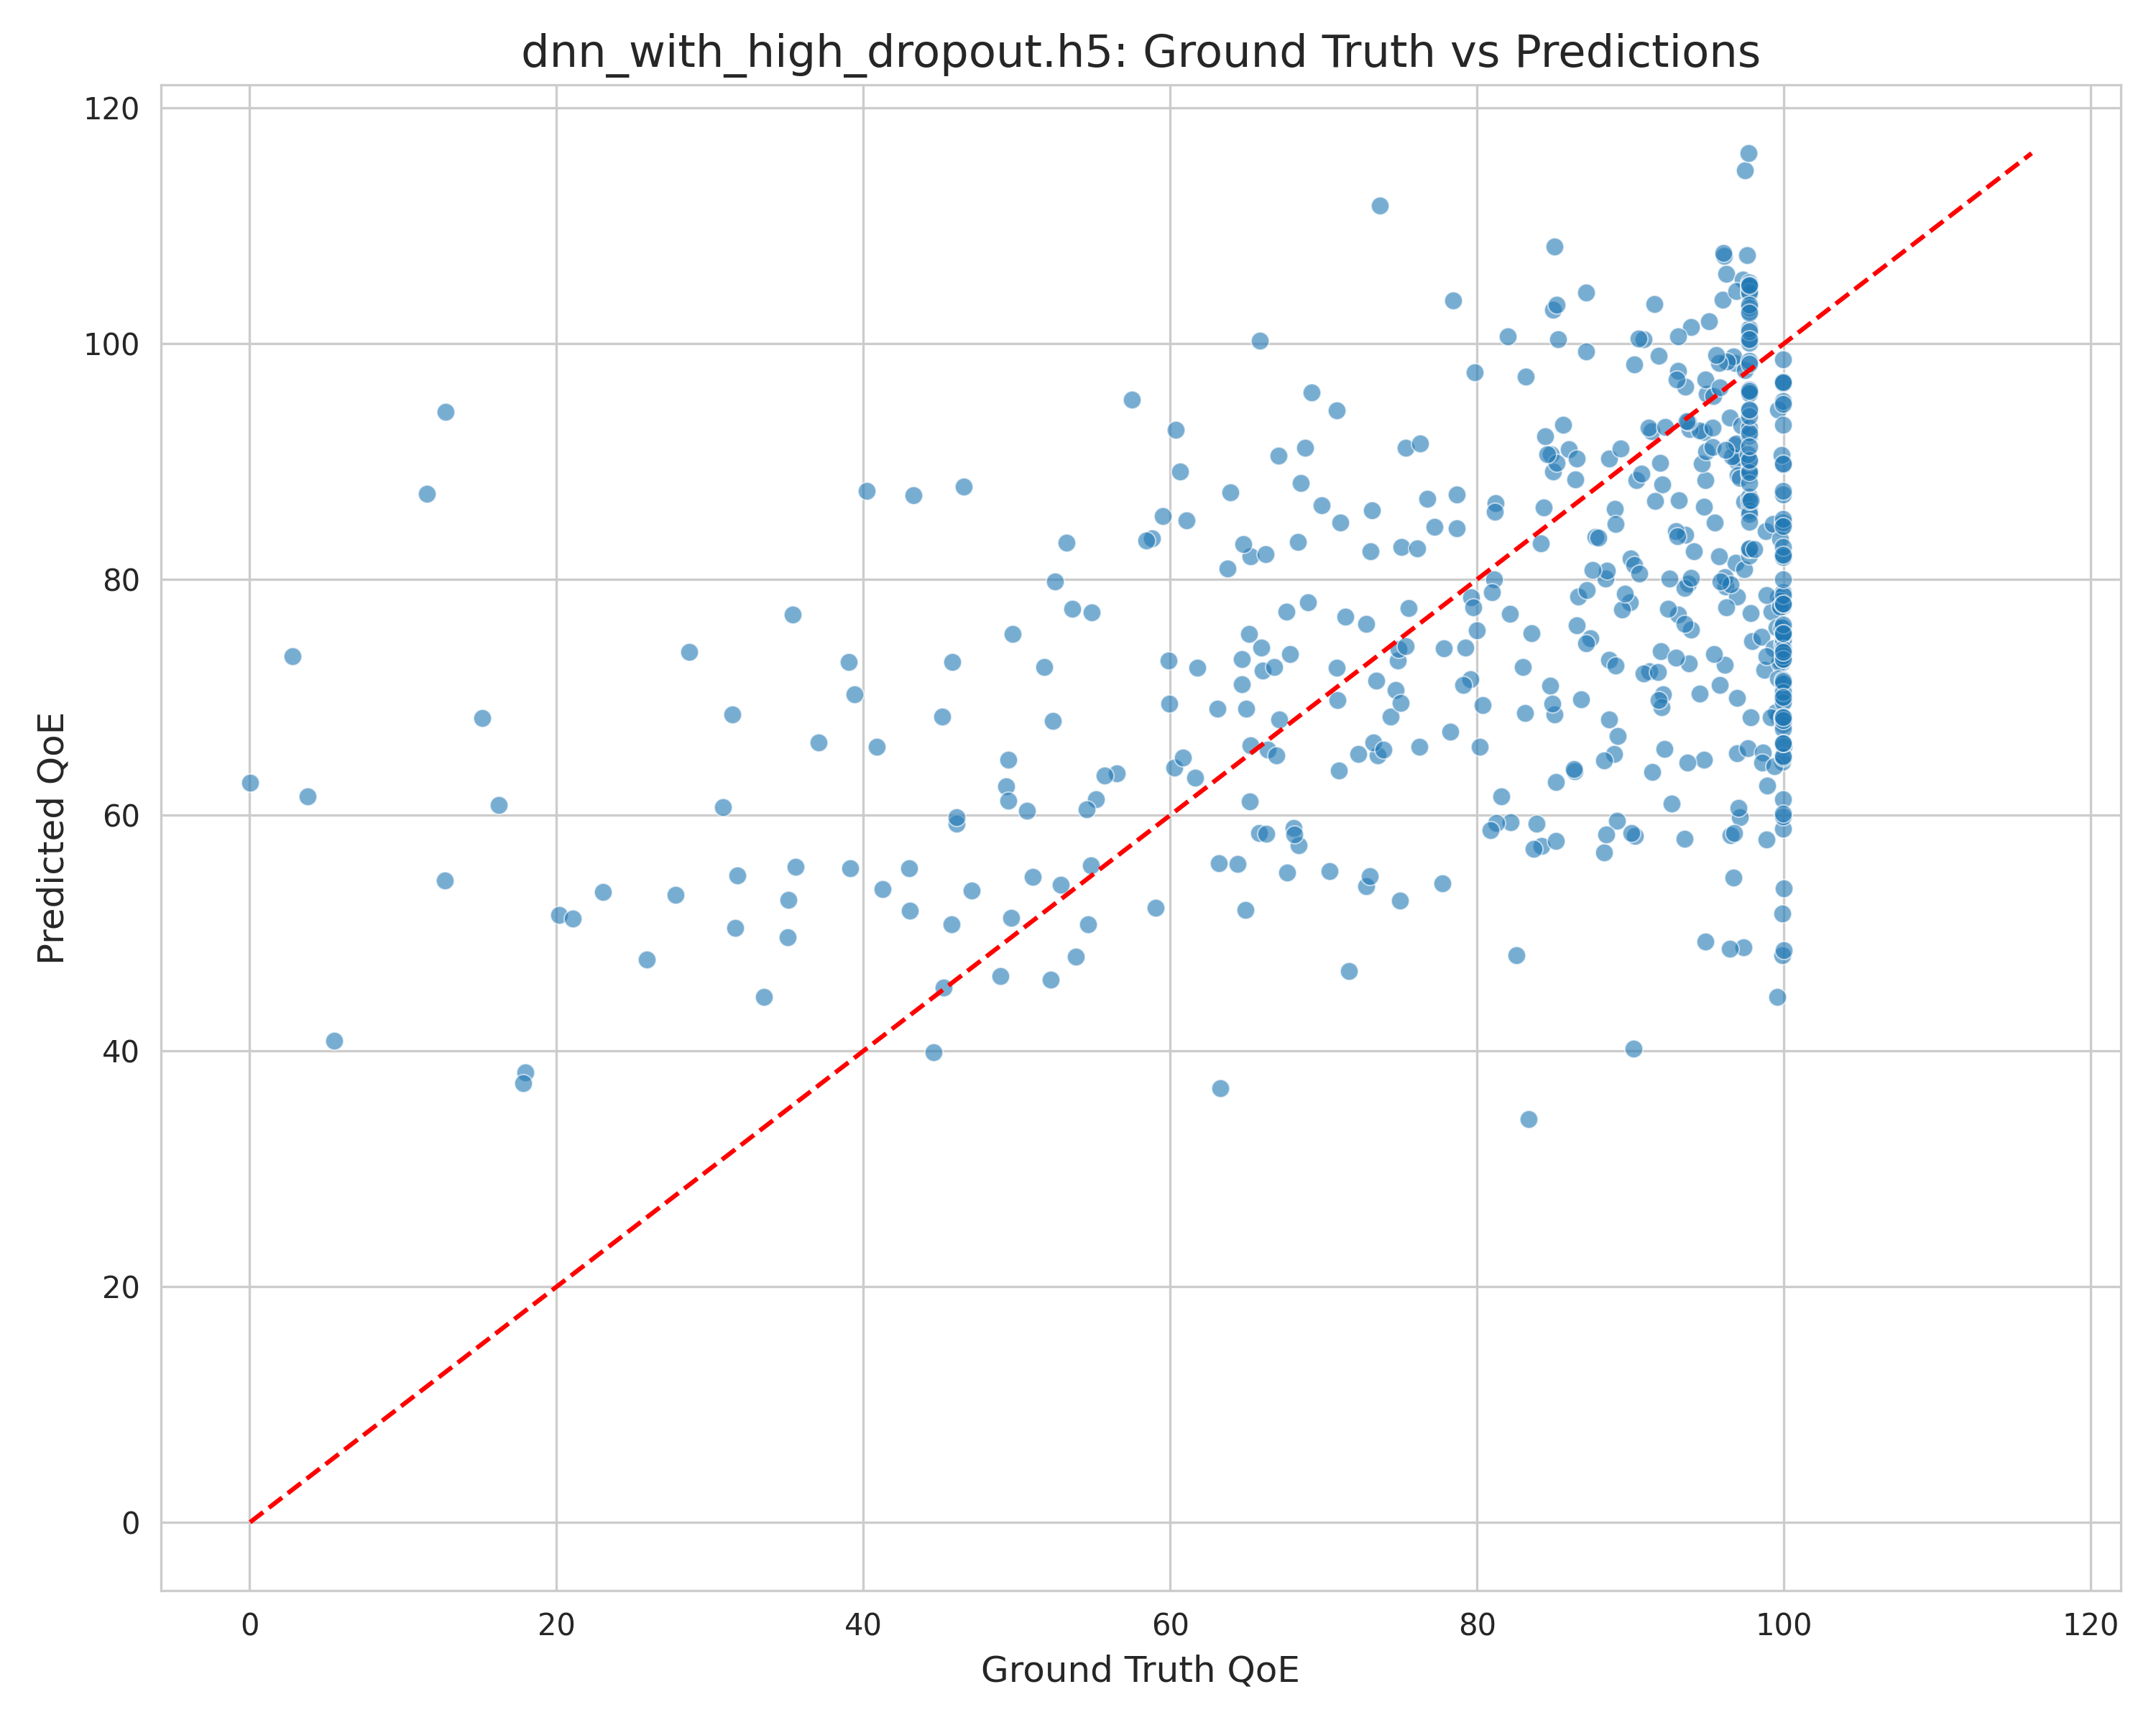 dnn_with_high_dropout.h5: Ground Truth vs Predictions
120
100
80
60
40
20
0
Predicted QoE
0 20 40 60 80 100 120
Ground Truth QoE